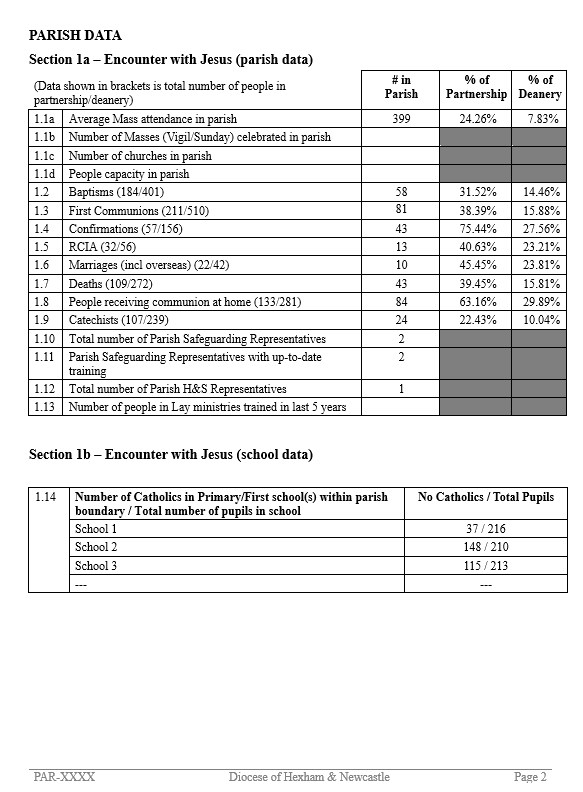 PARISH DATA
Section 1a – Encounter with Jesus (parish data)
(Data shown in brackets is total number of people in partnership/deanery) # in Parish % of Partnership % of Deanery
1.1a Average Mass attendance in parish 399 24.26% 7.83%
1.1b Number of Masses (Vigil/Sunday) celebrated in parish
1.1c Number of churches in parish
1.1d People capacity in parish
1.2 Baptisms (184/401) 58 31.52% 14.46%
1.3 First Communions (211/510) 81 38.39% 15.88%
1.4 Confirmations (57/156) 43 75.44% 27.56%
1.5 RCIA (32/56) 13 40.63% 23.21%
1.6 Marriages (incl overseas) (22/42) 10 45.45% 23.81%
1.7 Deaths (109/272) 43 39.45% 15.81%
1.8 People receiving communion at home (133/281) 84 63.16% 29.89%
1.9 Catechists (107/239) 24 22.43% 10.04%
1.10 Total number of Parish Safeguarding Representatives 2
1.11 Parish Safeguarding Representatives with up-to-date training 2
1.12 Total number of Parish H&S Representatives 1
1.13 Number of people in Lay ministries trained in last 5 years
Section 1b – Encounter with Jesus (school data)
1.14 Number of Catholics in Primary/First school(s) within parish boundary / Total number of pupils in school No Catholics / Total Pupils
School 1 37 / 216
School 2 148 / 210
School 3 115 / 213
--- ---
PAR-XXXX Diocese of Hexham & Newcastle Page 2